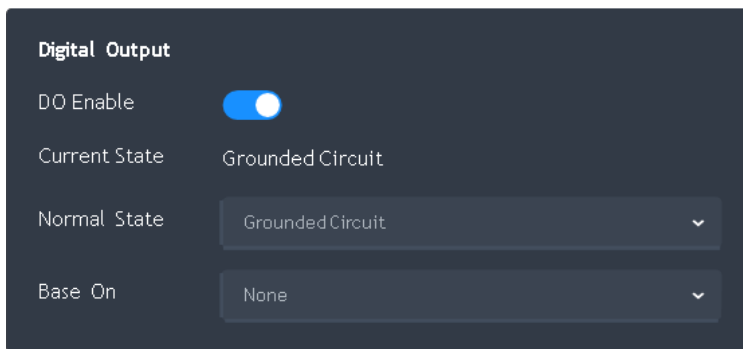 Digital Output
DO Enable
Current State Grounded Circuit
Normal State Grounded Circuit
Base On None